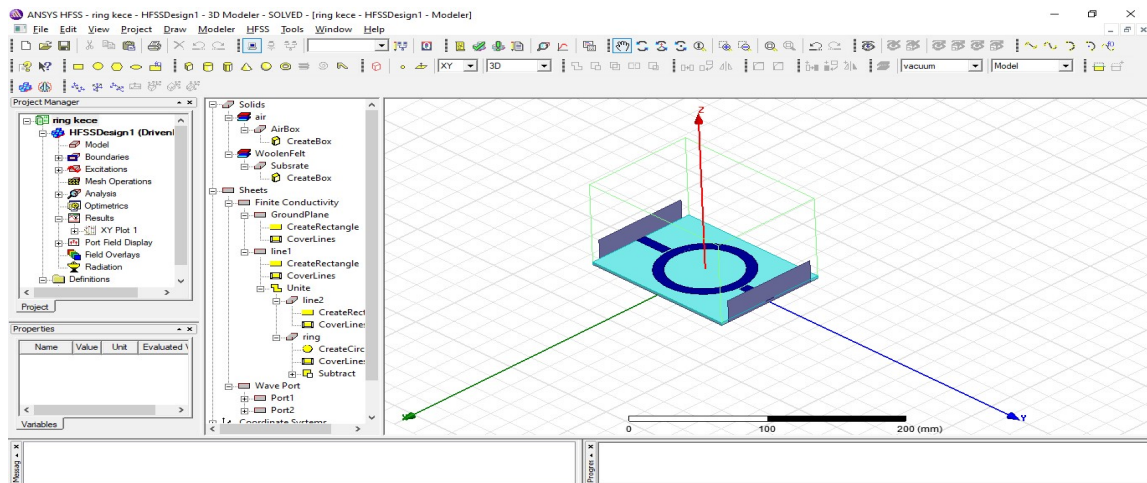 ANSYS HFSS - ring kece - HFSSDesign1 - 3D Modeler - SOLVED - [ring kece - HFSSDesign1 - Modeler]
File Edit View Project Draw Modeler HFSS Tools Window Help
XY 3D vacuum Model
Project Manager
ring kece
HFSSDesign1 (Driven
Model
Boundaries
Excitations
Mesh Operations
Analysis
Optimetrics
Results
XY Plot 1
Port Field Display
Field Overlays
Radiation
Definitions
Project
Properties
Name Value Unit Evaluated V
Variables
Solids
air
AirBox
CreateBox
WoolenFelt
Subsrate
CreateBox
Sheets
Finite Conductivity
GroundPlane
CreateRectangle
CoverLines
line1
CreateRectangle
CoverLines
Unite
line2
CreateRect
CoverLines
ring
CreateCirc
CoverLines
Subtract
Wave Port
Port1
Port2
Coordinate Systems
Z
Y
0 100 200 (mm)
Messag
Progres